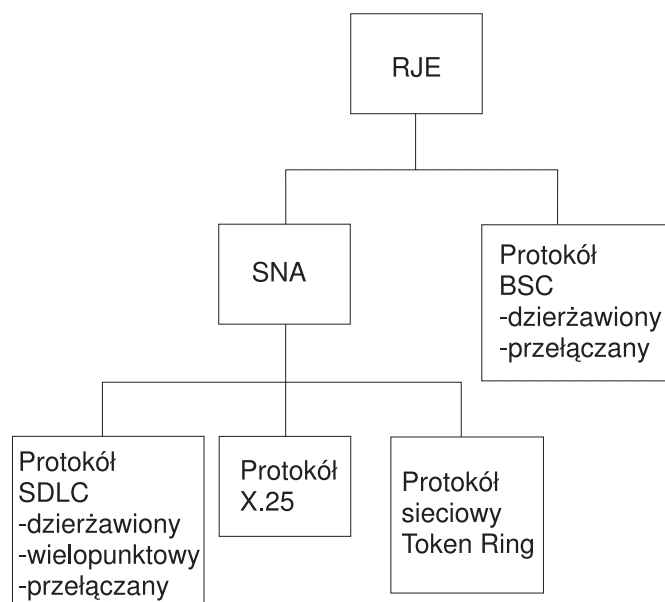 RJE
SNA
Protokół
BSC
-dzierżawiony
-przełączany
Protokół
SDLC
-dzierżawiony
-wielopunktowy
-przełączany
Protokół
X.25
Protokół
sieciowy
Token Ring